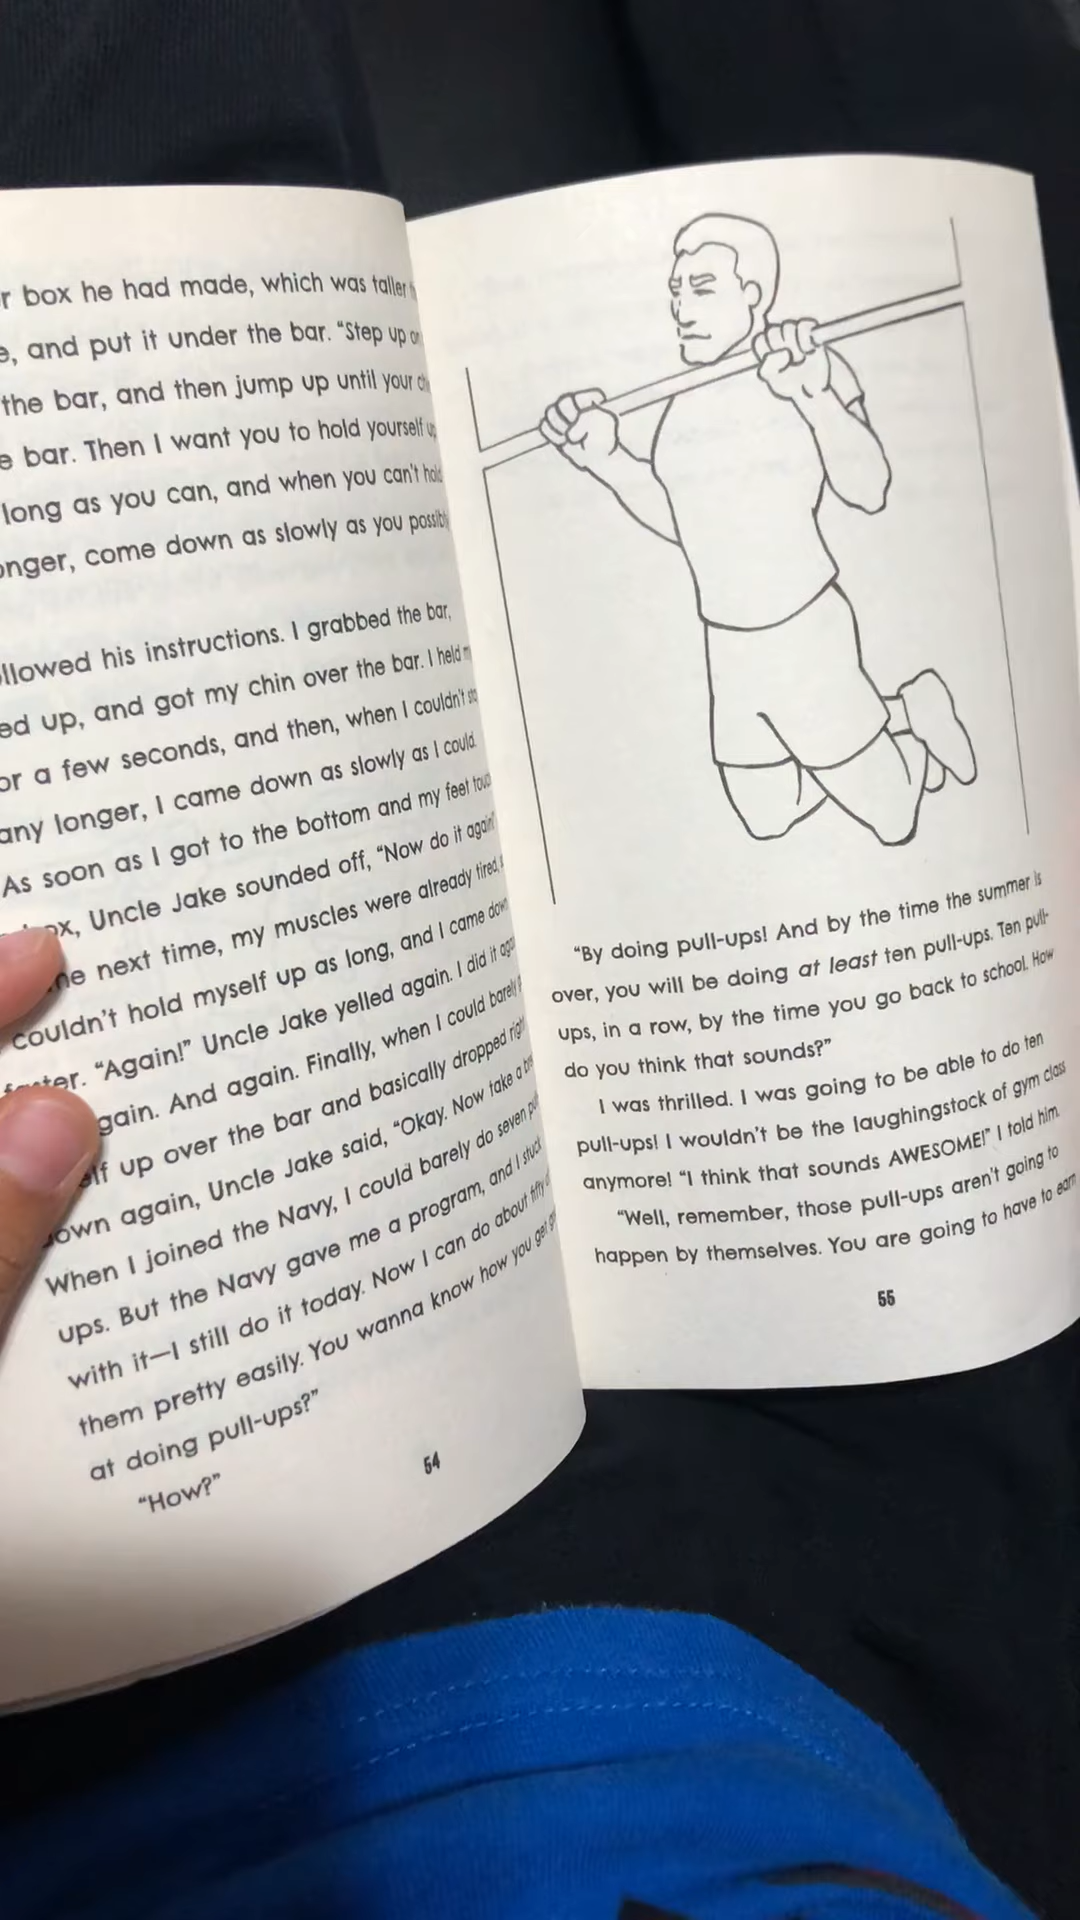 box he had made, which was taller
and put it under the bar. "Step up
the bar, and then jump up until your
bar. Then I want you to hold yourself
long as you can, and when you can't
come down as slowly as you
his instructions. I grabbed the bar,
up, and got my chin over the bar. I held
a few seconds, and then, when I couldn't
any longer, I came down as slowly as I could.
As soon as I got to the bottom and my feet
Uncle Jake sounded off, "Now do it again."
next time, my muscles were already tired,
couldn't hold myself up as long, and I came down
"Again!" Uncle Jake yelled again. I did it
And again. Finally, when I could barely
up over the bar and basically dropped right
again, Uncle Jake said, "Okay. Now take a
When I joined the Navy, I could barely do seven
ups. But the Navy gave me a program, and I stuck
with it—I still do it today. Now I can do about fifty
them pretty easily. You wanna know how you get
at doing pull-ups?"
"How?"
54
"By doing pull-ups! And by the time the summer is
over, you will be doing at least ten pull-ups. Ten pull-
ups, in a row, by the time you go back to school. How
do you think that sounds?"
I was thrilled. I was going to be able to do ten
pull-ups! I wouldn't be the laughingstock of gym class
anymore! "I think that sounds AWESOME!" I told him.
"Well, remember, those pull-ups aren't going to
happen by themselves. You are going to have to earn
55